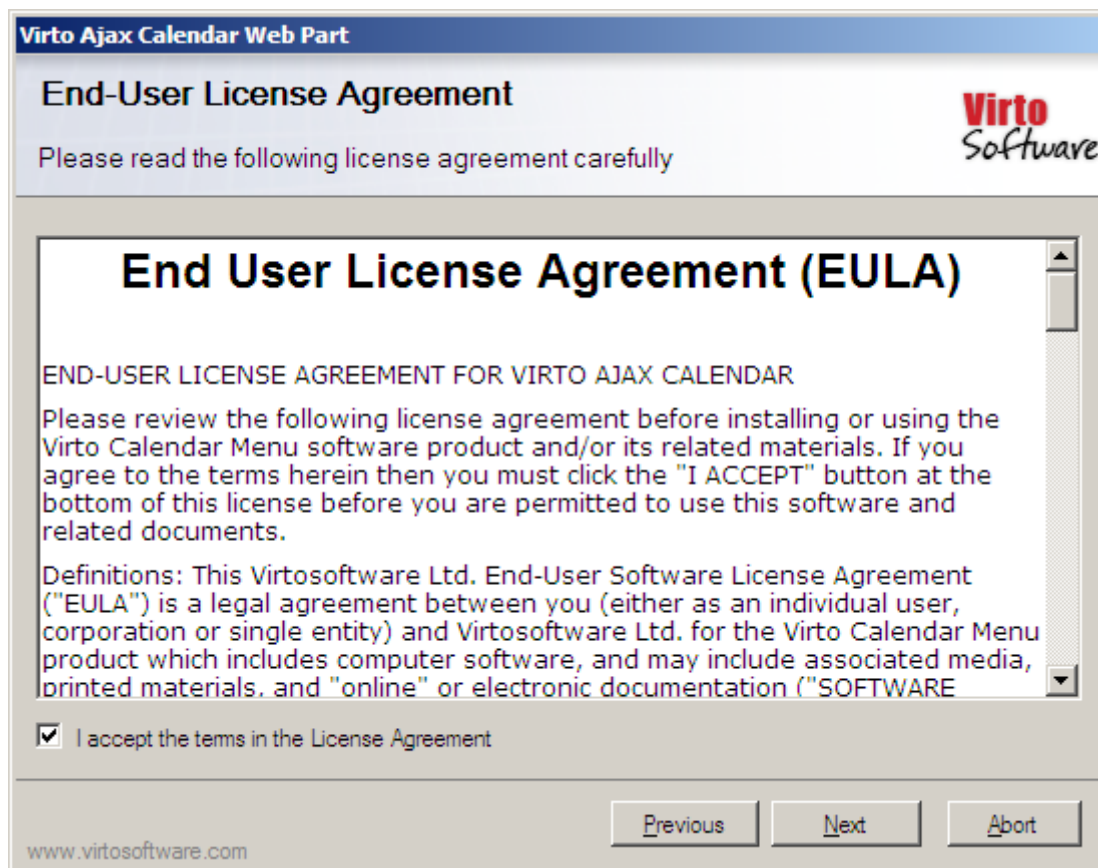 Virto Ajax Calendar Web Part
End-User License Agreement
Please read the following license agreement carefully
Virto
Software
End User License Agreement (EULA)
END-USER LICENSE AGREEMENT FOR VIRTO AJAX CALENDAR
Please review the following license agreement before installing or using the
Virto Calendar Menu software product and/or its related materials. If you
agree to the terms herein then you must click the "I ACCEPT" button at the
bottom of this license before you are permitted to use this software and
related documents.
Definitions: This Virtosoftware Ltd. End-User Software License Agreement
("EULA") is a legal agreement between you (either as an individual user,
corporation or single entity) and Virtosoftware Ltd. for the Virto Calendar Menu
product which includes computer software, and may include associated media,
printed materials, and "online" or electronic documentation ("SOFTWARE
I accept the terms in the License Agreement
Previous
Next
Abort
www.virtosoftware.com